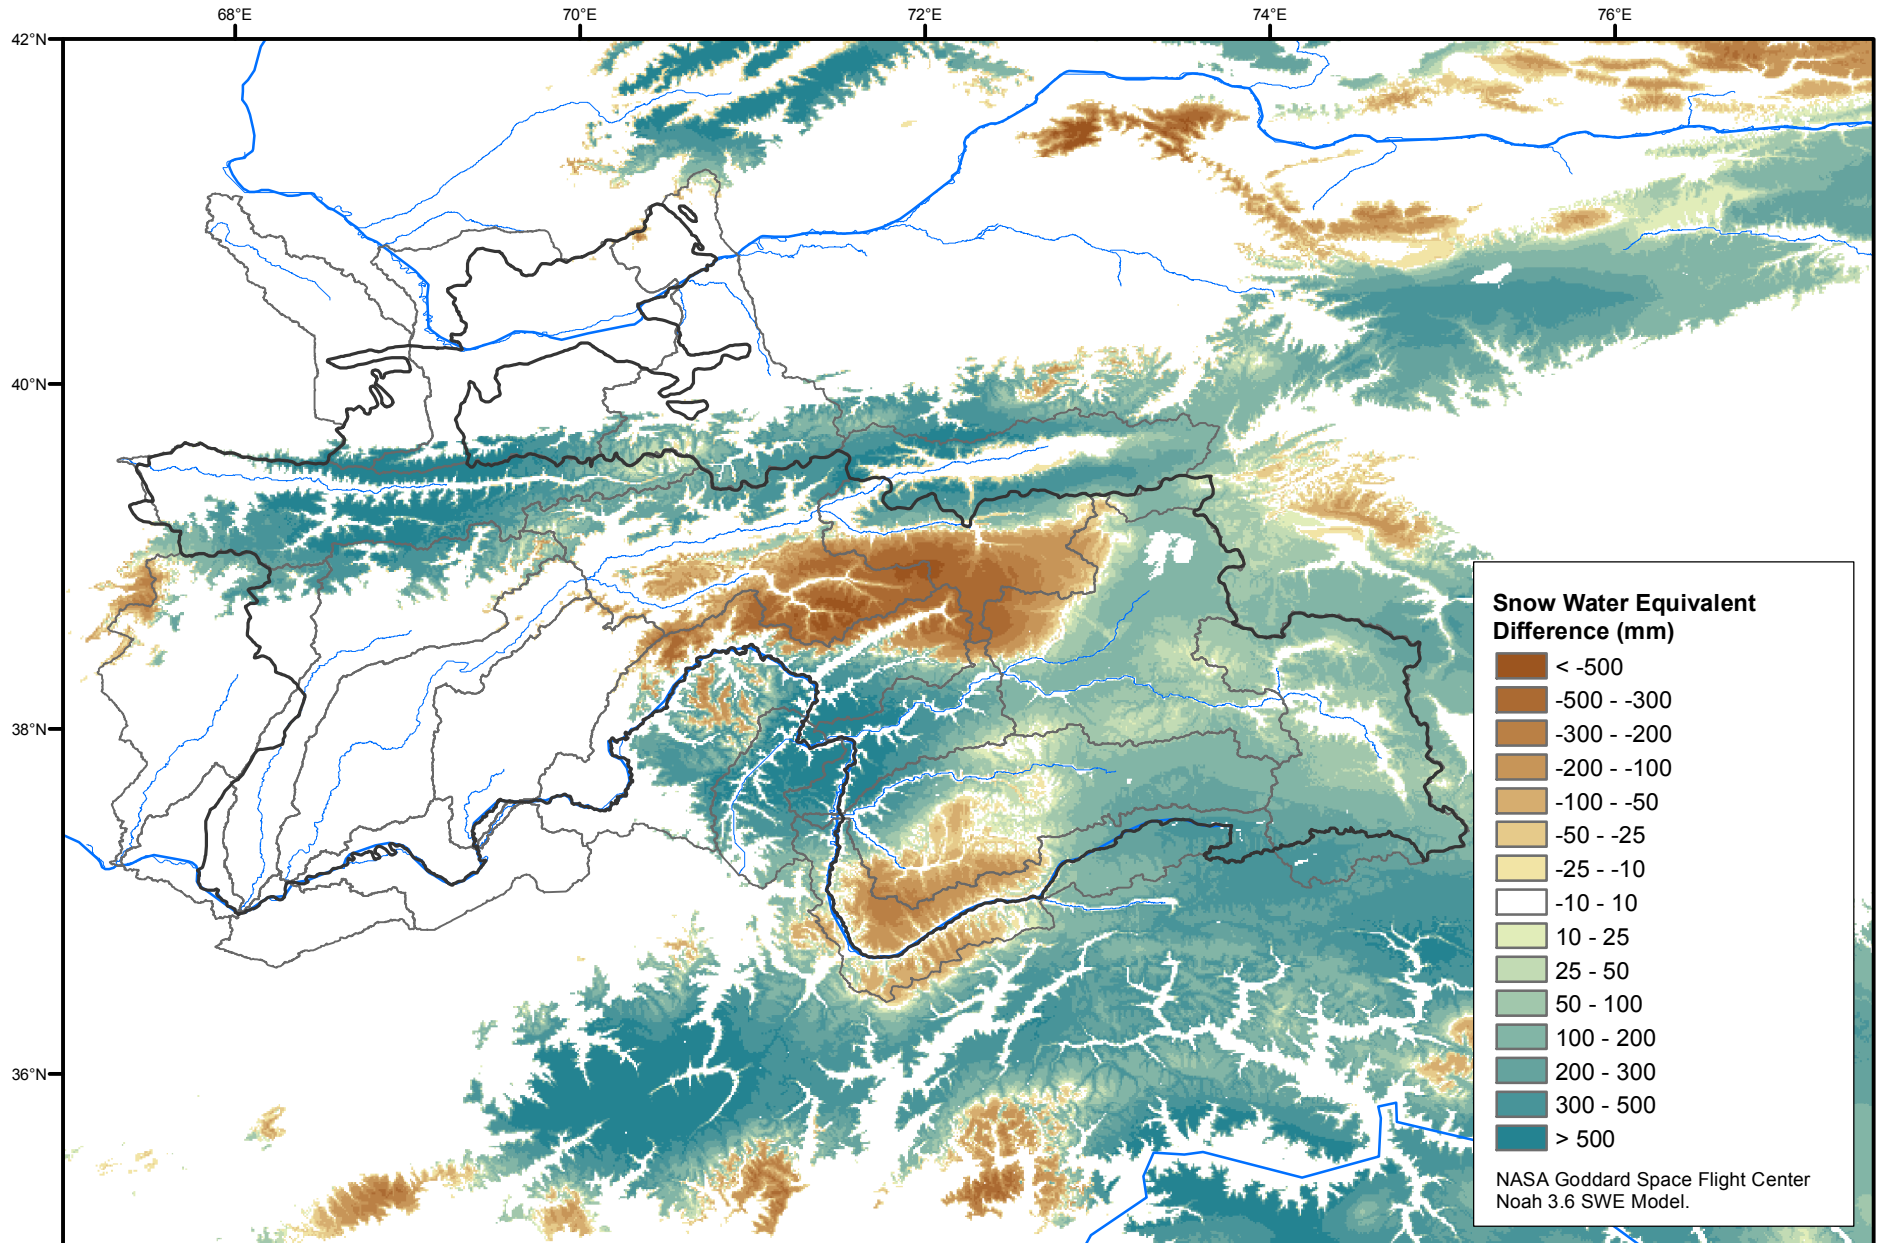 68°E 70°E 72°E 74°E 76°E
42°N
40°N
38°N
36°N
Snow Water Equivalent
Difference (mm)
< -500
-500 - -300
-300 - -200
-200 - -100
-100 - -50
-50 - -25
-25 - -10
-10 - 10
10 - 25
25 - 50
50 - 100
100 - 200
200 - 300
300 - 500
> 500
NASA Goddard Space Flight Center
Noah 3.6 SWE Model.